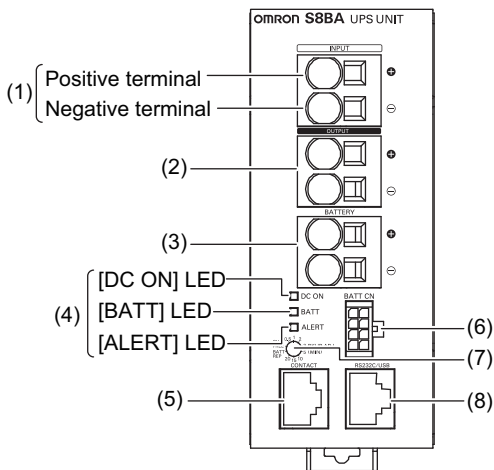 OMRON S8BA UPS UNIT
INPUT
(1) Positive terminal
Negative terminal
OUTPUT
(2)
BATTERY
(3)
(4) [DC ON] LED
[BATT] LED
[ALERT] LED
DC ON
BATT
ALERT
BATT CN
(6)
(7)
CONTACT
RS232C/USB
(5)
(8)